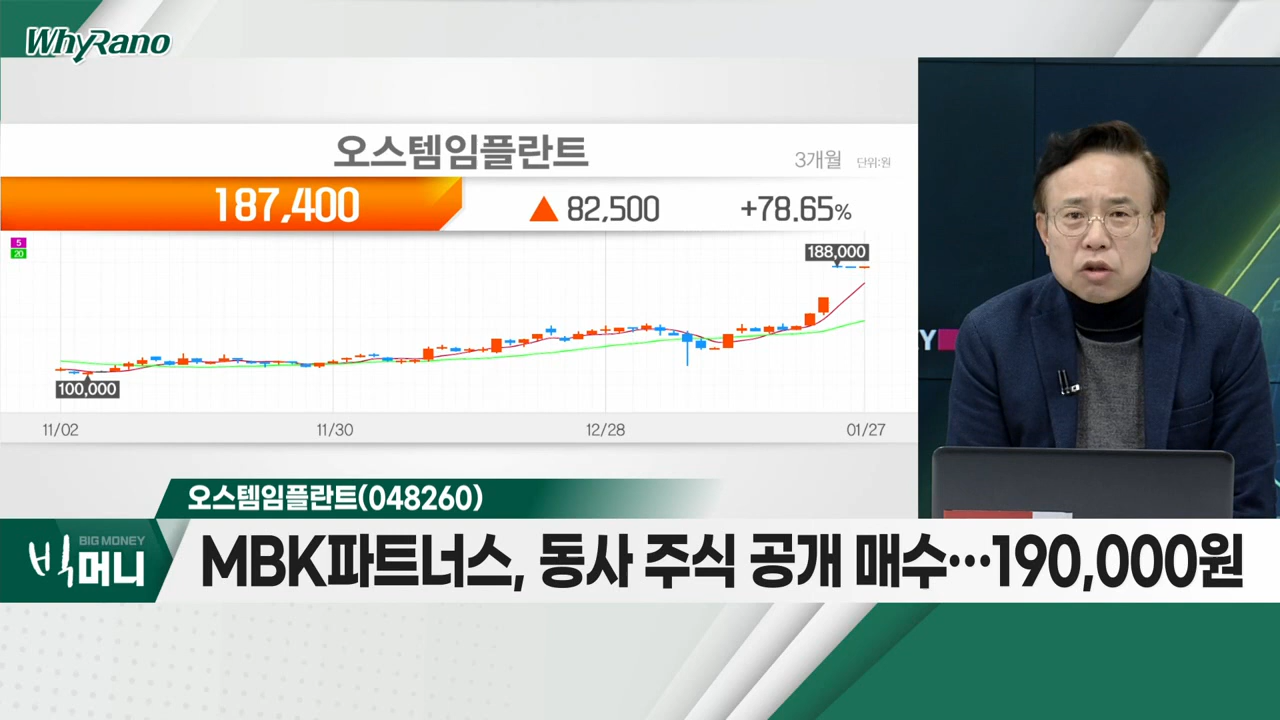 WhyRano
오스템임플란트
3개월 단위:원
187,400 ▲ 82,500 +78.65%
5
20
188,000
100,000
11/02 11/30 12/28 01/27
Y
오스템임플란트(048260)
BIG MONEY
빅머니
MBK파트너스, 동사 주식 공개 매수…190,000원